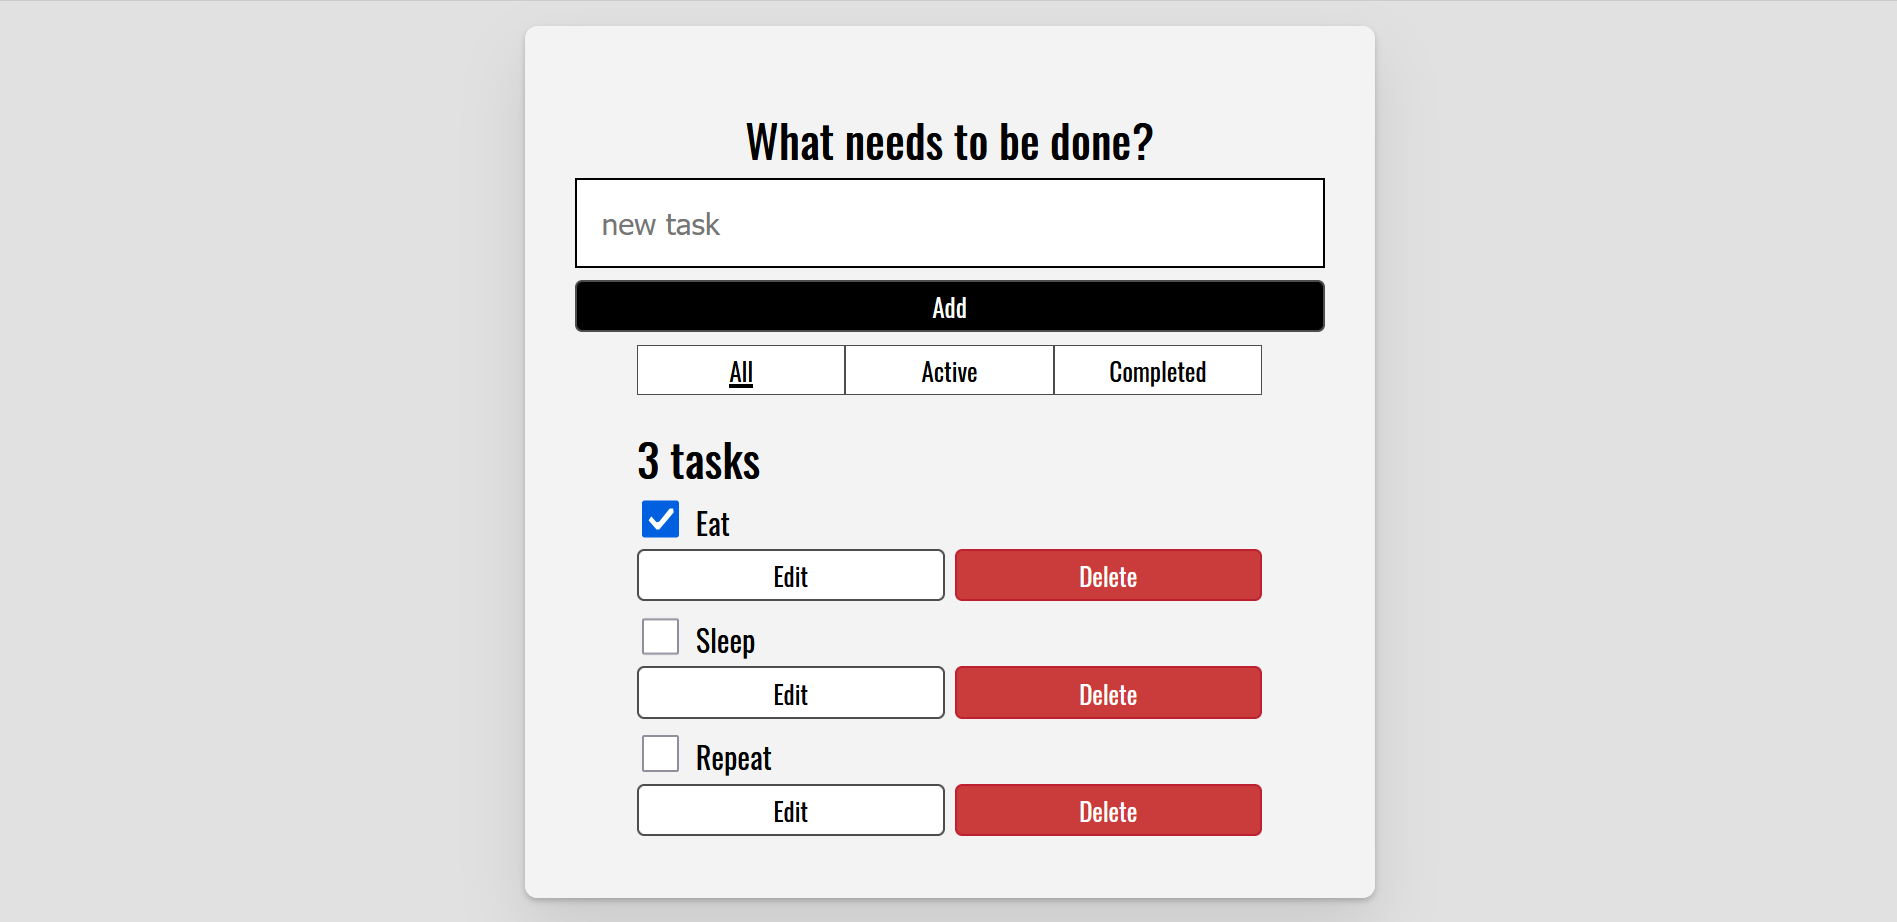 What needs to be done?
new task
Add
All Active Completed
3 tasks
Eat
Edit Delete
Sleep
Edit Delete
Repeat
Edit Delete